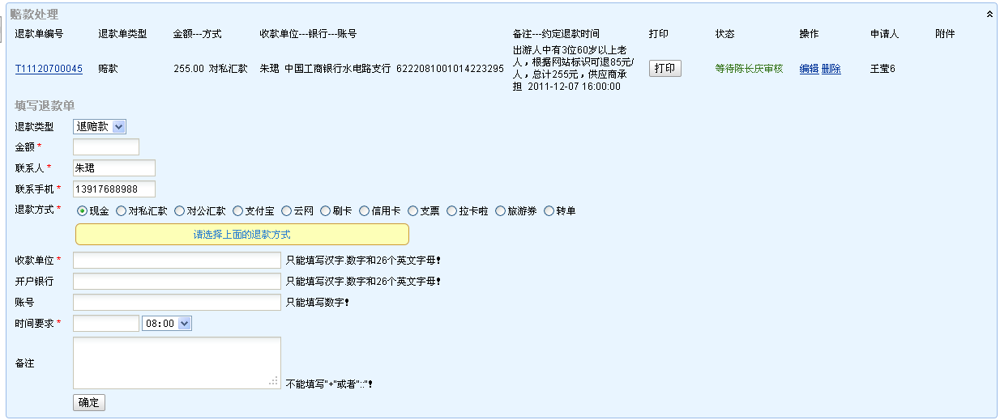 赔款处理
退款单编号 退款单类型 金额---方式 收款单位---银行---账号 备注---约定退款时间 打印 状态 操作 申请人 附件
T11120700045 赔款 255.00 对私汇款 朱珺 中国工商银行水电路支行 6222081001014223295 出游人中有3位60岁以上老
人，根据网站标识可退85元/
人，总计255元，供应商承
担 2011-12-07 16:00:00 打印 等待陈长庆审核 编辑 删除 王莹6
填写退款单
退款类型 退赔款
金额 *
联系人 * 朱珺
联系手机 * 13917688988
退款方式 * 现金 对私汇款 对公汇款 支付宝 云网 刷卡 信用卡 支票 拉卡啦 旅游券 转单
请选择上面的退款方式
收款单位 * 只能填写汉字.数字和26个英文字母!
开户银行 只能填写汉字.数字和26个英文字母!
账号 只能填写数字!
时间要求 * 08:00
备注 不能填写"+"或者"::"!
确定